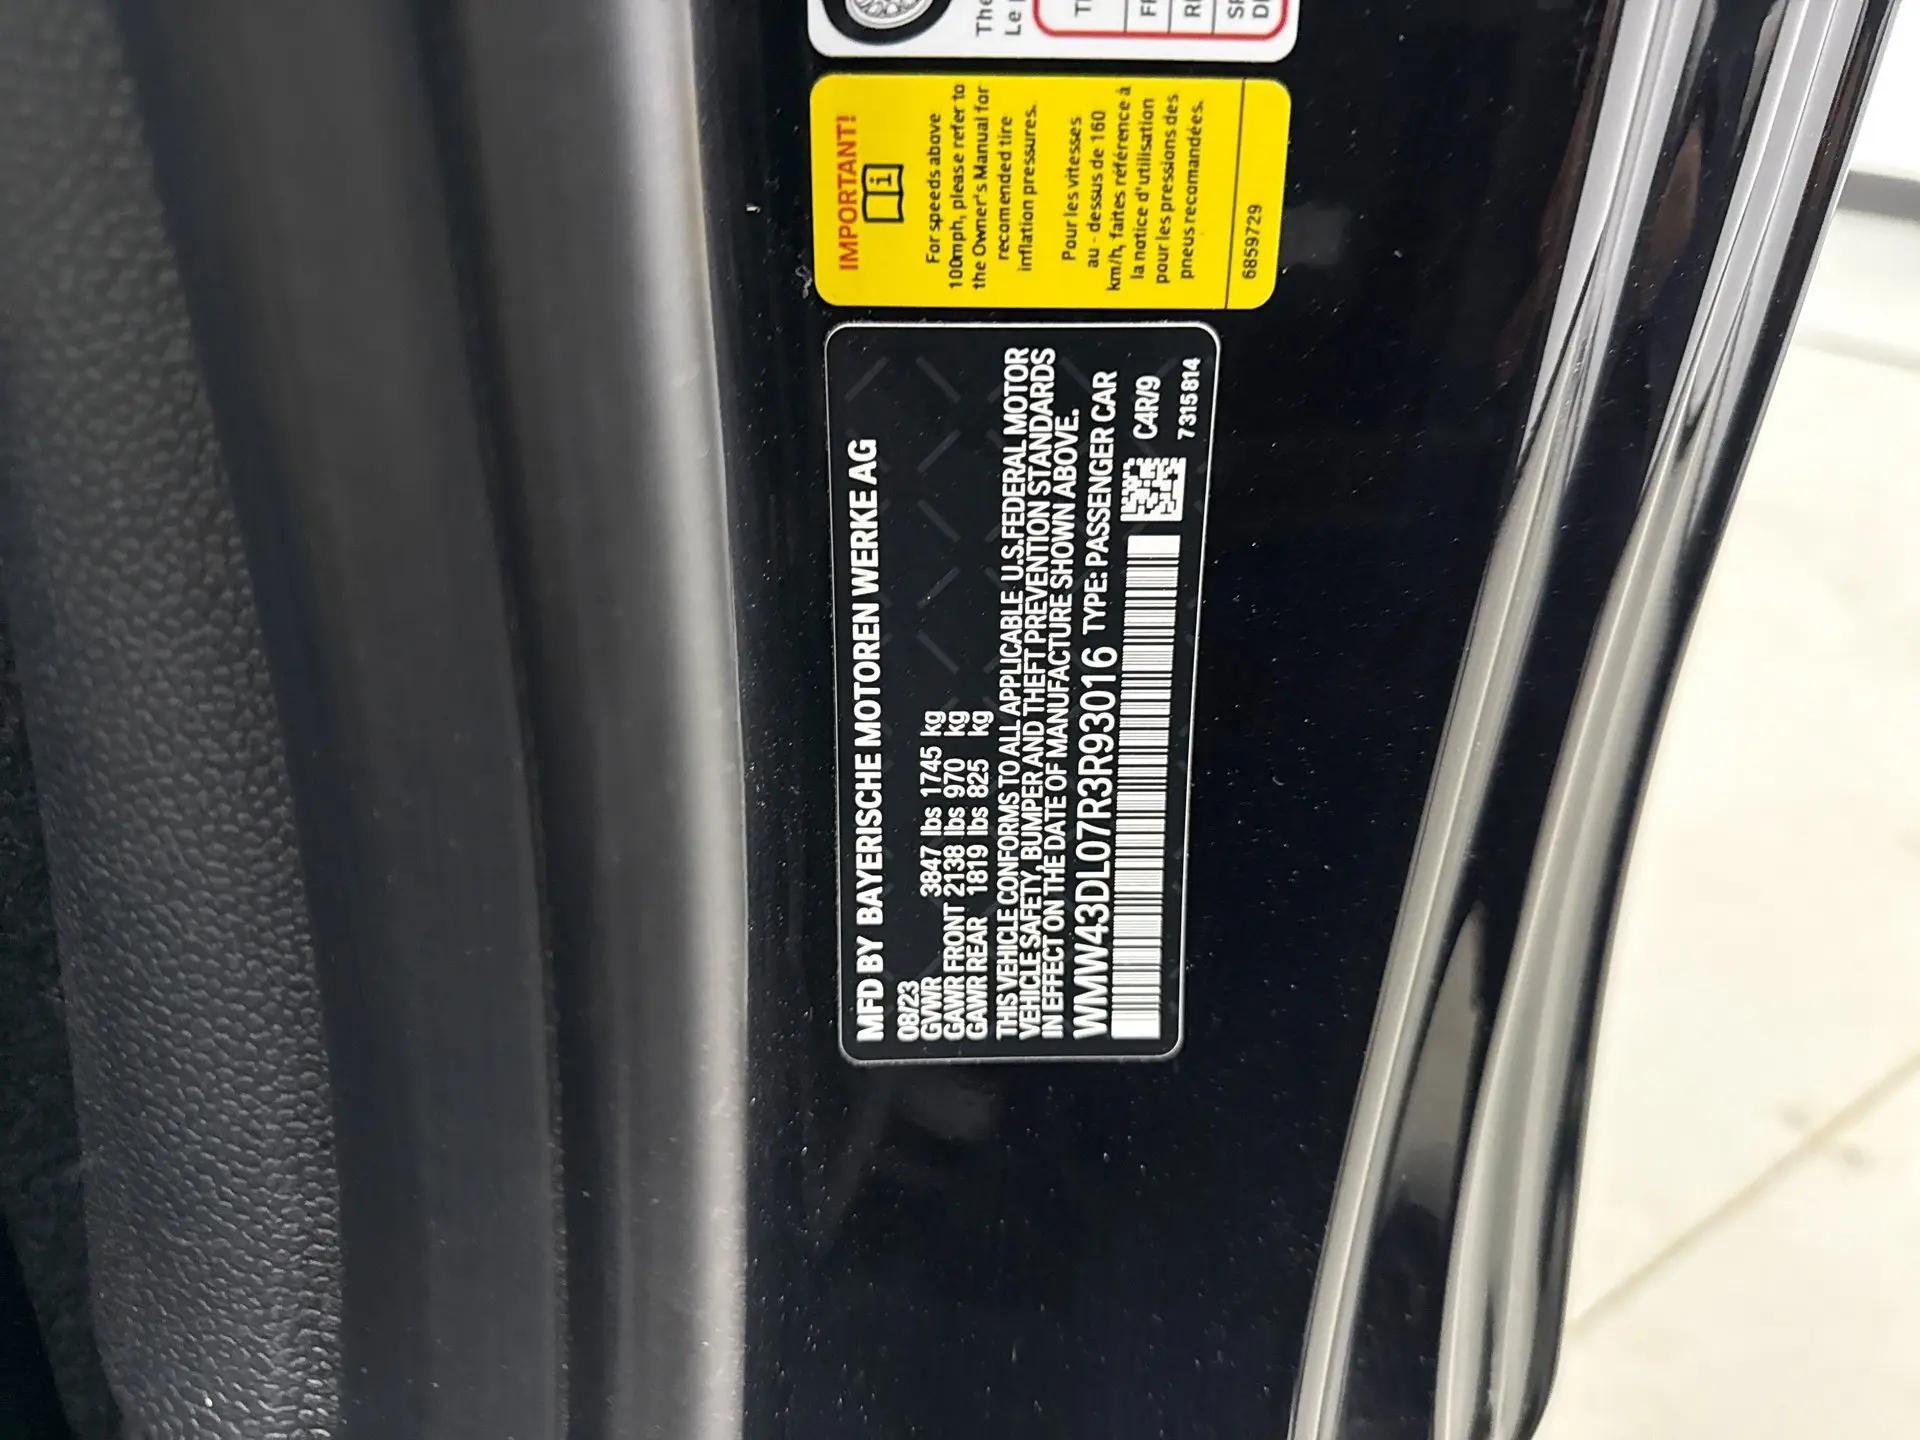 The
Le
IMPORTANT!
For speeds above
100mph, please refer to
the Owner's Manual for
recomended tire
inflation pressures.
Pour les vitesses
au - dessus de 160
km/h, faites référence à
la notice d'utilisation
pour les pressions des
pneus recomandées.
6859729
MFD BY BAYERISCHE MOTOREN WERKE AG
08/23
GVWR 3847 lbs 1745 kg
GAWR FRONT 2138 lbs 970 kg
GAWR REAR 1819 lbs 825 kg
THIS VEHICLE CONFORMS TO ALL APPLICABLE U.S.FEDERAL MOTOR
VEHICLE SAFETY, BUMPER AND THEFT PREVENTION STANDARDS
IN EFFECT ON THE DATE OF MANUFACTURE SHOWN ABOVE.
WMW43DL07R3R93016 TYPE: PASSENGER CAR
C4R/9
7315814